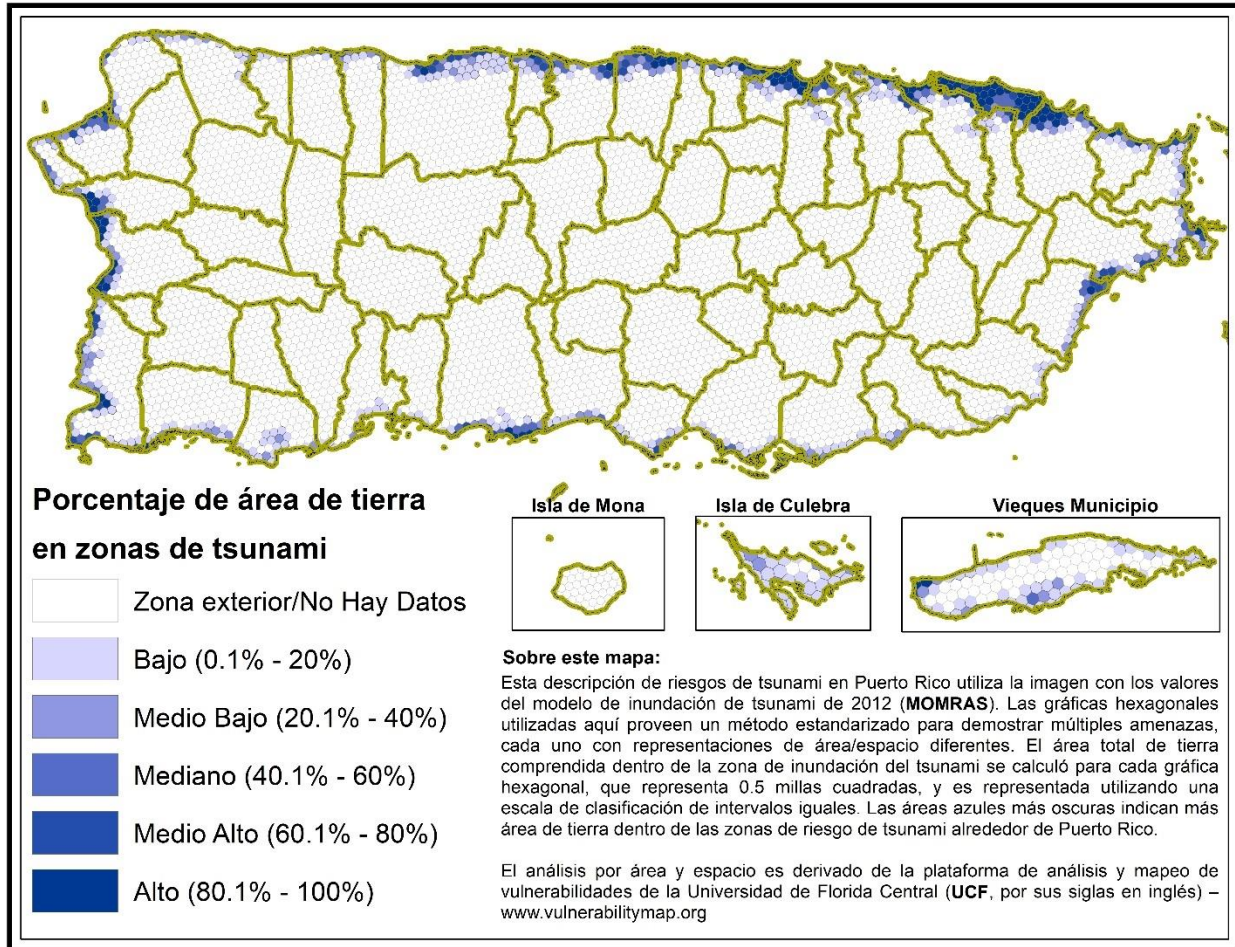 Porcentaje de área de tierra
en zonas de tsunami
Zona exterior/No Hay Datos
Bajo (0.1% - 20%)
Medio Bajo (20.1% - 40%)
Mediano (40.1% - 60%)
Medio Alto (60.1% - 80%)
Alto (80.1% - 100%)
Isla de Mona
Isla de Culebra
Vieques Municipio
Sobre este mapa:
Esta descripción de riesgos de tsunami en Puerto Rico utiliza la imagen con los valores
del modelo de inundación de tsunami de 2012 (MOMRAS). Las gráficas hexagonales
utilizadas aquí proveen un método estandarizado para demostrar múltiples amenazas,
cada uno con representaciones de área/espacio diferentes. El área total de tierra
comprendida dentro de la zona de inundación del tsunami se calculó para cada gráfica
hexagonal, que representa 0.5 millas cuadradas, y es representada utilizando una
escala de clasificación de intervalos iguales. Las áreas azules más oscuras indican más
área de tierra dentro de las zonas de riesgo de tsunami alrededor de Puerto Rico.
El análisis por área y espacio es derivado de la plataforma de análisis y mapeo de
vulnerabilidades de la Universidad de Florida Central (UCF, por sus siglas en inglés) –
www.vulnerabilitymap.org